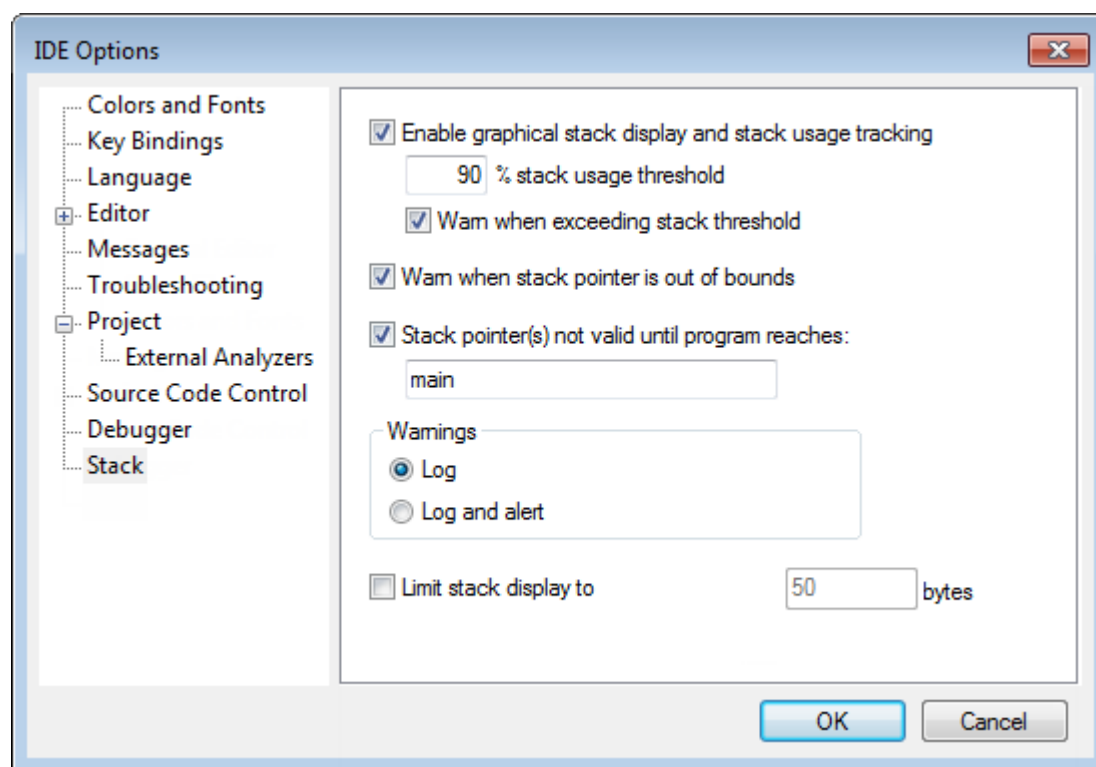 IDE Options
Colors and Fonts
Key Bindings
Language
Editor
Messages
Troubleshooting
Project
External Analyzers
Source Code Control
Debugger
Stack
Enable graphical stack display and stack usage tracking
90 % stack usage threshold
Warn when exceeding stack threshold
Warn when stack pointer is out of bounds
Stack pointer(s) not valid until program reaches:
main
Warnings
Log
Log and alert
Limit stack display to 50 bytes
OK Cancel